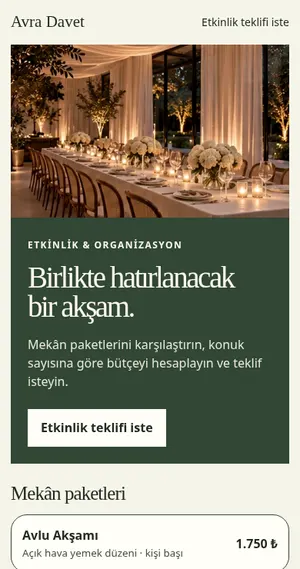 Avra Davet
Etkinlik teklifi iste
ETKİNLİK & ORGANİZASYON
Birlikte hatırlanacak
bir akşam.
Mekân paketlerini karşılaştırın, konuk
sayısına göre bütçeyi hesaplayın ve teklif
isteyin.
Etkinlik teklifi iste
Mekân paketleri
Avlu Akşamı
1.750 ₺
Açık hava yemek düzeni · kişi başı